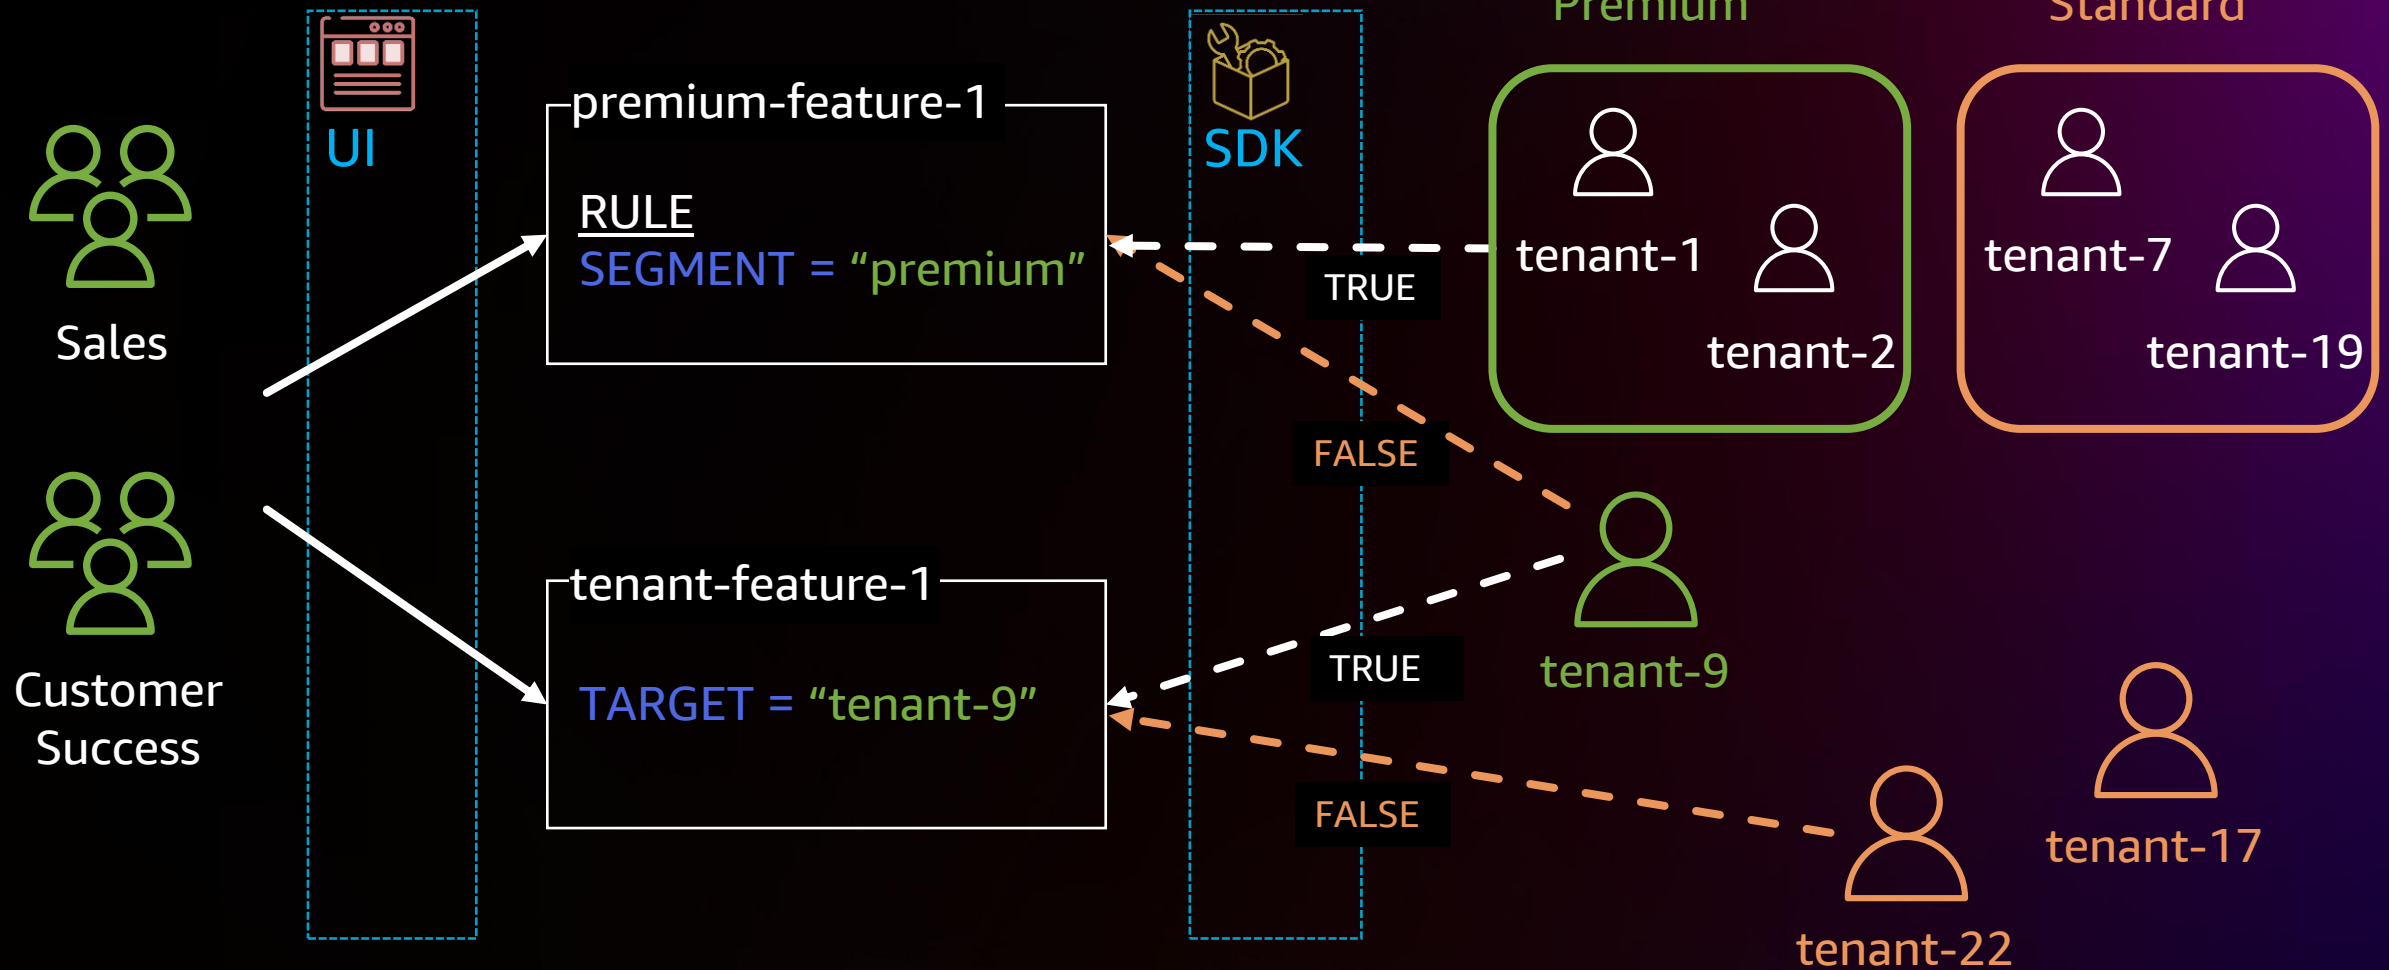 Premium
Standard
UI
SDK
premium-feature-1
RULE
SEGMENT = “premium”
Sales
TRUE
tenant-1
tenant-2
tenant-7
tenant-19
FALSE
Customer
Success
tenant-feature-1
TARGET = “tenant-9”
TRUE
tenant-9
FALSE
tenant-17
tenant-22